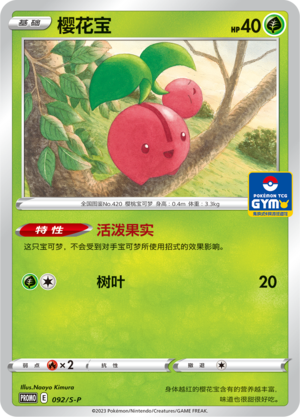 基础 樱花宝 HP40
全国图鉴No.420 樱桃宝可梦 身高：0.4m 体重：3.3kg
POKÉMON TCG
GYM
特性 活泼果实
这只宝可梦，不会受到对手宝可梦所使用招式的效果影响。
树叶 20
弱点 ×2 抗性 撤退
Illus. Naoyo Kimura
PROMO E 092/S-P
身体越红的樱花宝含有的营养越丰富，
味道也很甜很好吃。
©2023 Pokémon/Nintendo/Creatures/GAME FREAK.